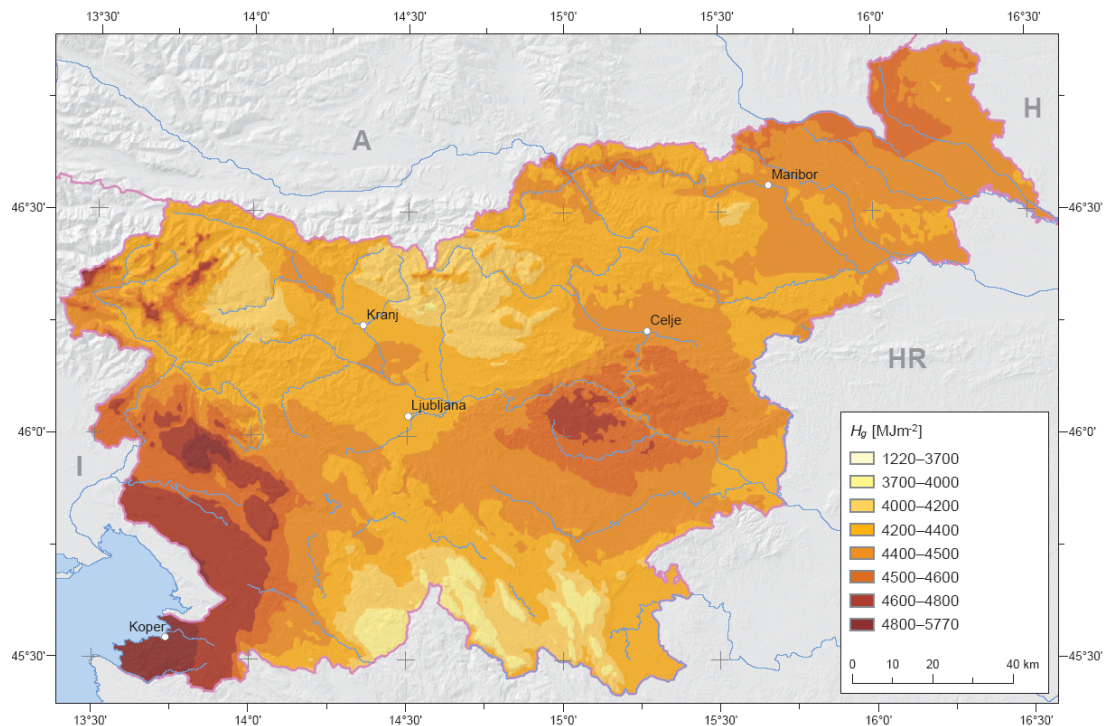 13°30' 14°0' 14°30' 15°0' 15°30' 16°0' 16°30'
A
H
Maribor
46°30' 46°30'
Kranj
Celje
HR
Ljubljana
46°0' 46°0'
I
Hg [MJm-2]
1220–3700
3700–4000
4000–4200
4200–4400
4400–4500
4500–4600
4600–4800
4800–5770
Koper
45°30' 45°30'
0 10 20 40 km
13°30' 14°0' 14°30' 15°0' 15°30' 16°0' 16°30'